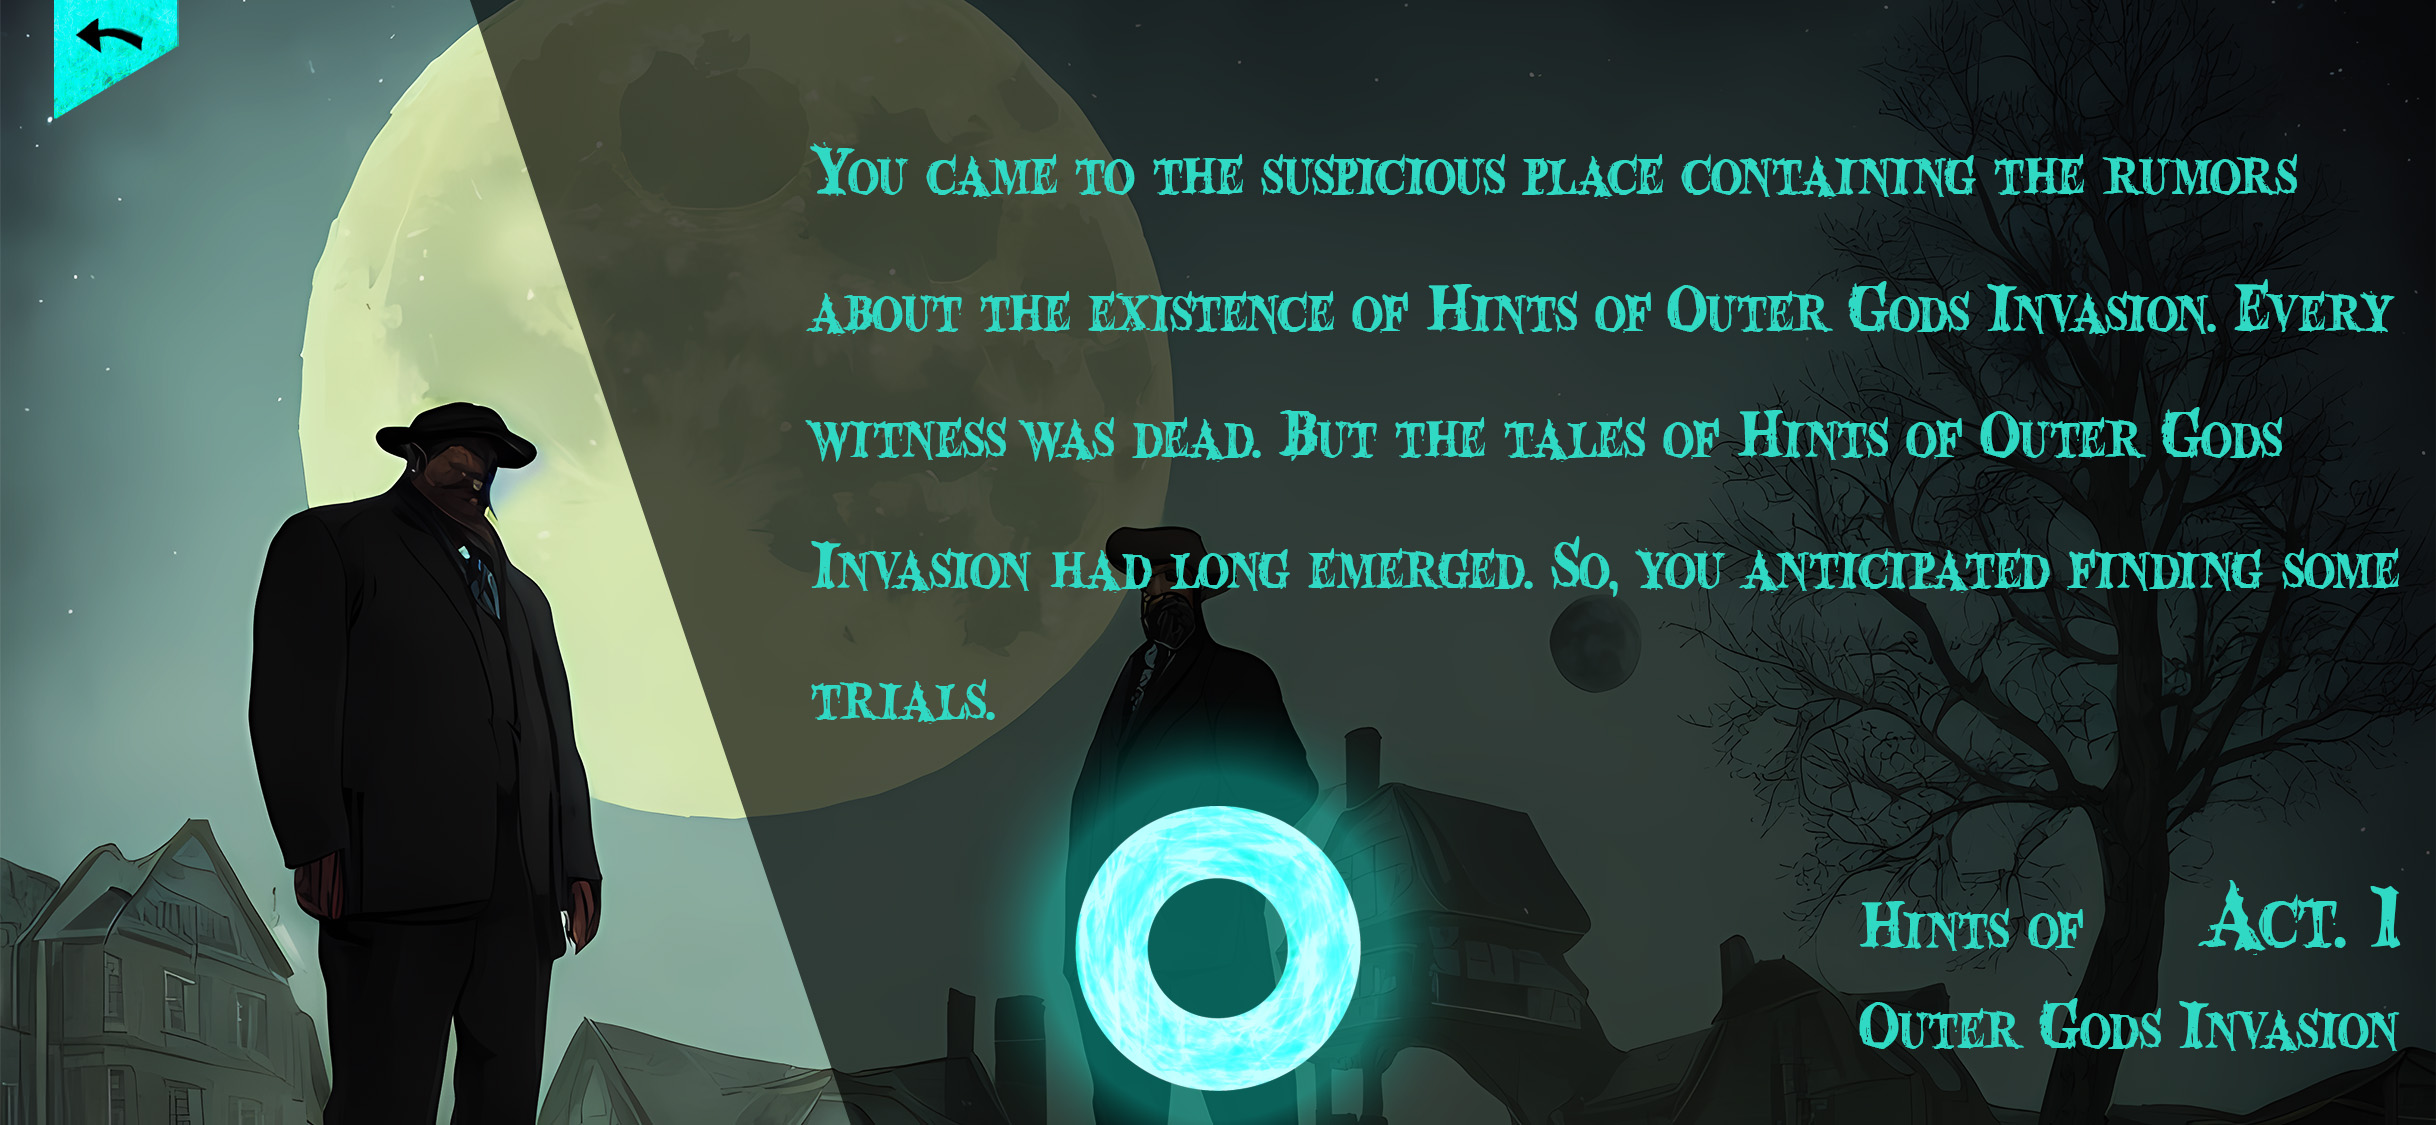 You came to the suspicious place containing the rumors
about the existence of Hints of Outer Gods Invasion. Every
witness was dead. But the tales of Hints of Outer Gods
Invasion had long emerged. So, you anticipated finding some
trials.
Hints of Act. 1
Outer Gods Invasion